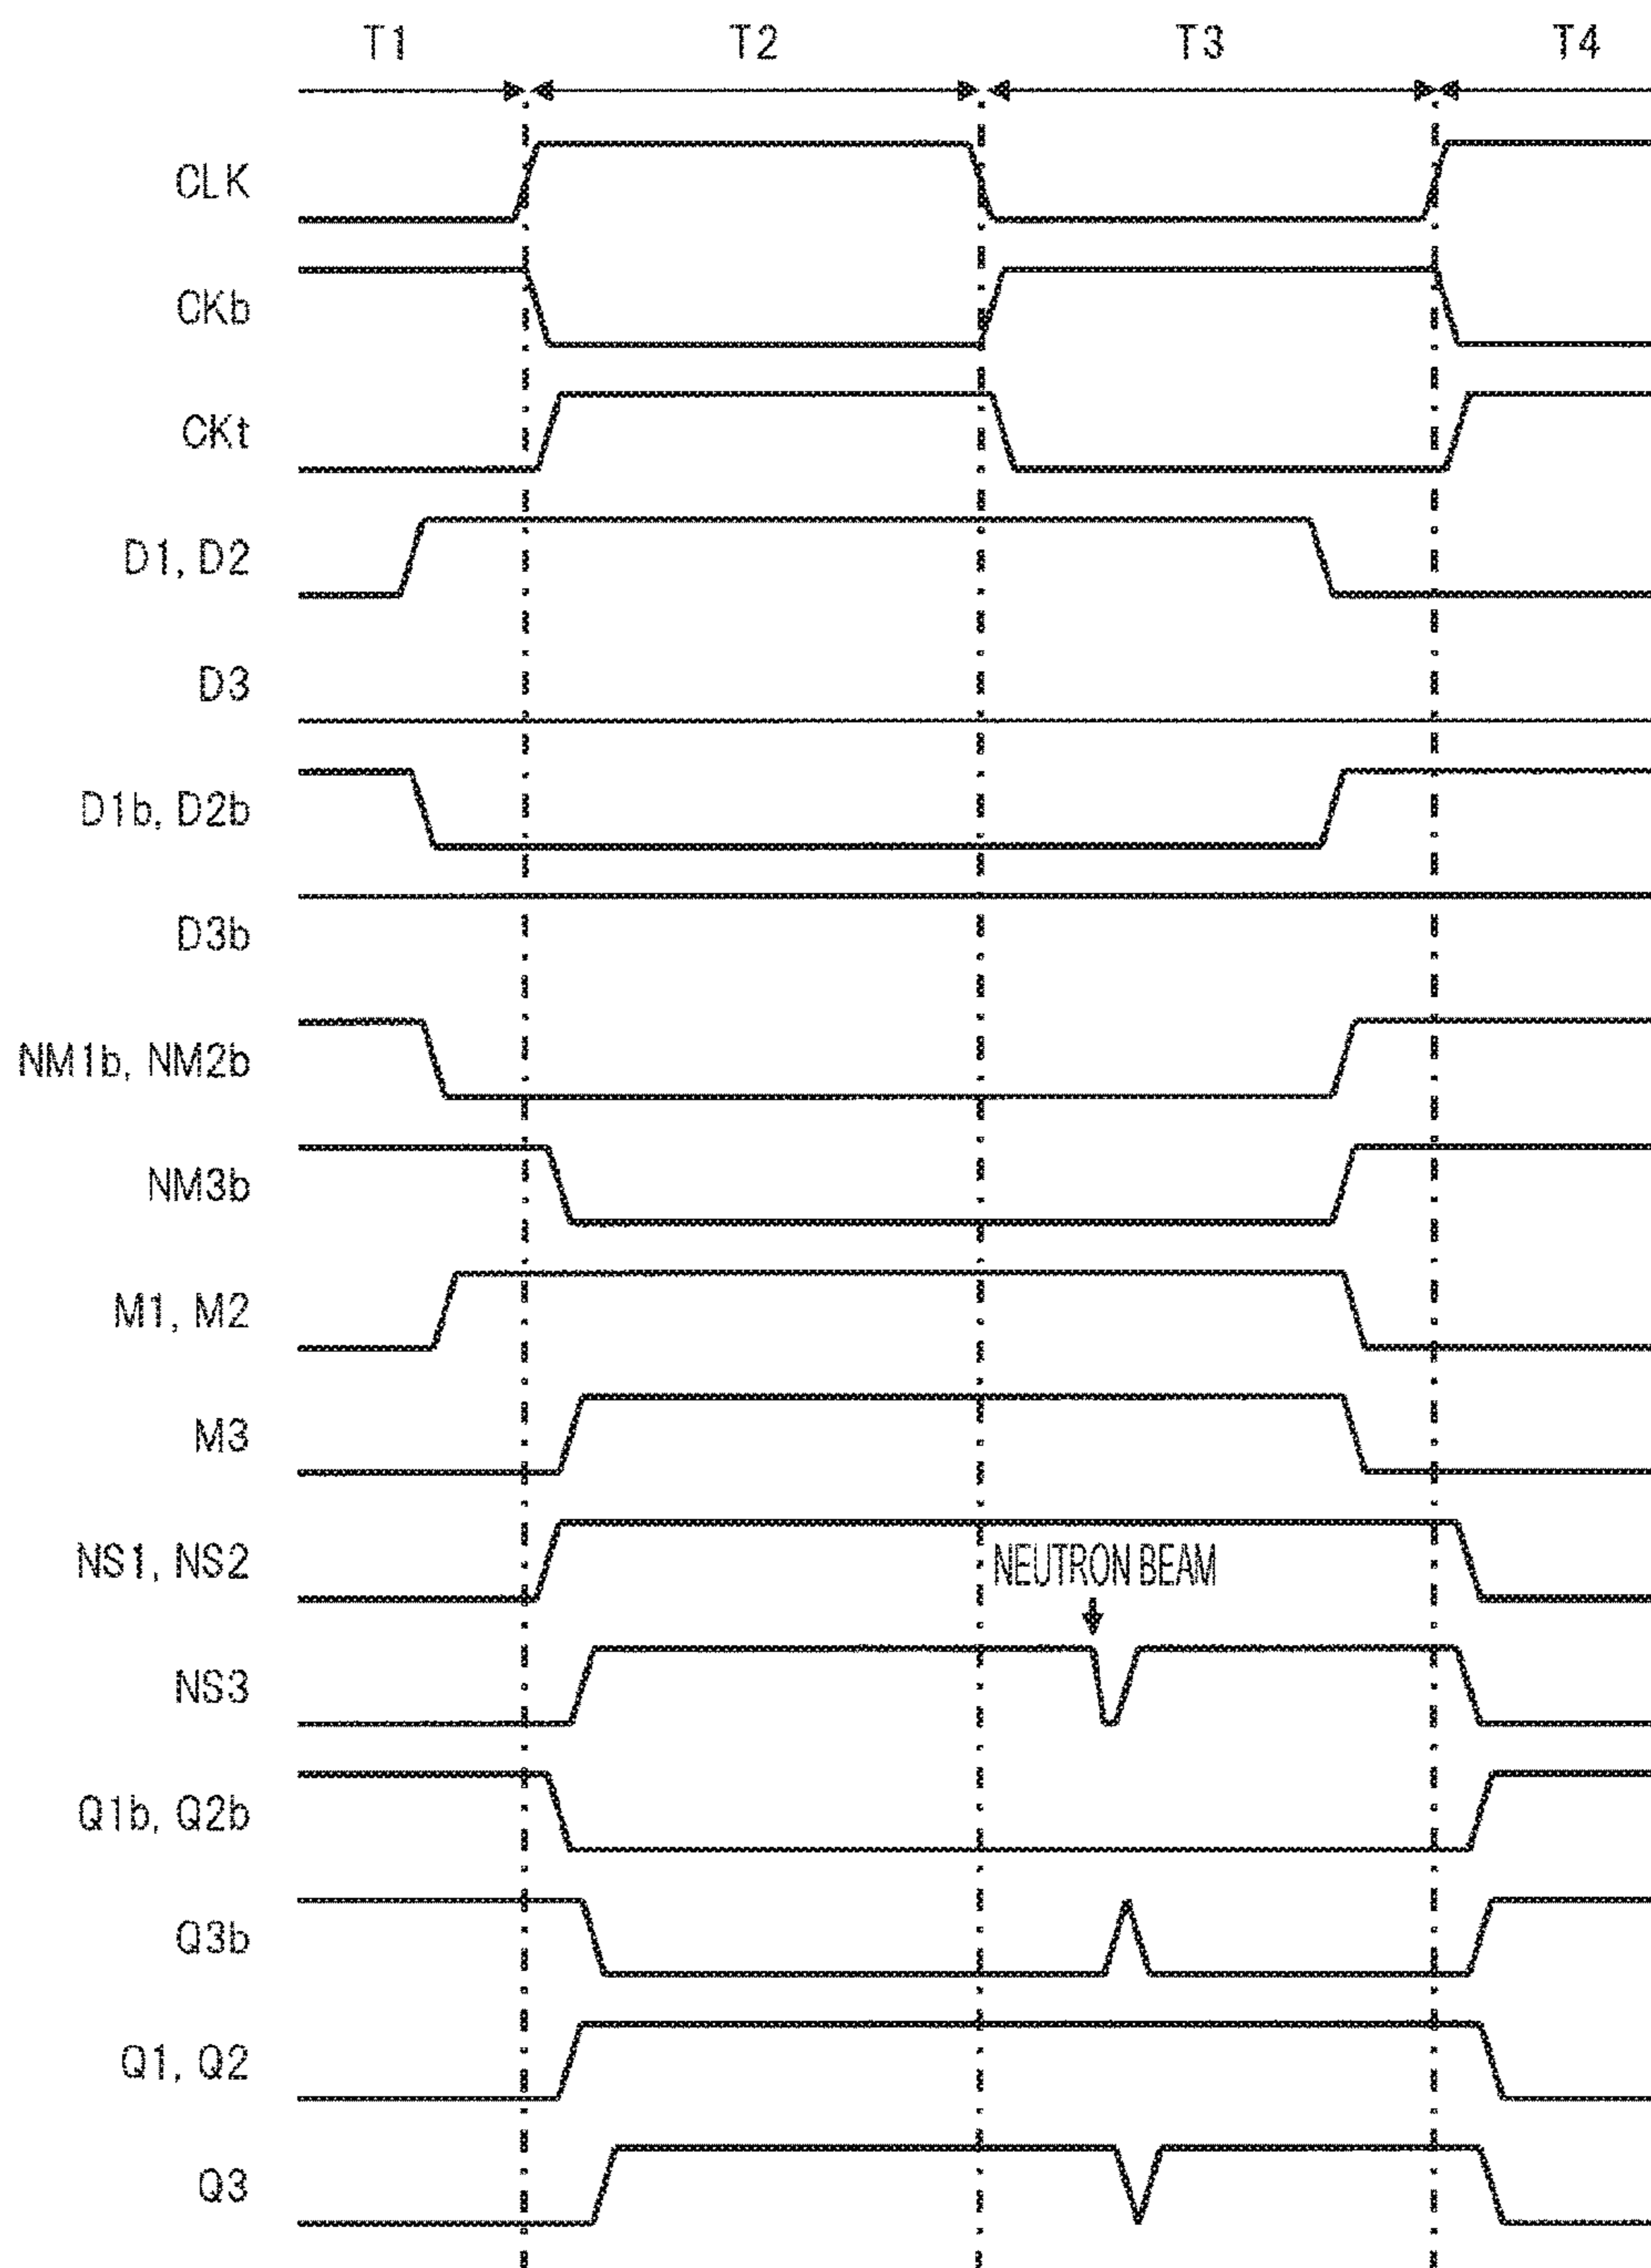 T1 T2 T3 T4
CLK
CKb
CKt
D1, D2
D3
D1b, D2b
D3b
NM1b, NM2b
NM3b
M1, M2
M3
NS1, NS2
NEUTRON BEAM
NS3
Q1b, Q2b
Q3b
Q1, Q2
Q3